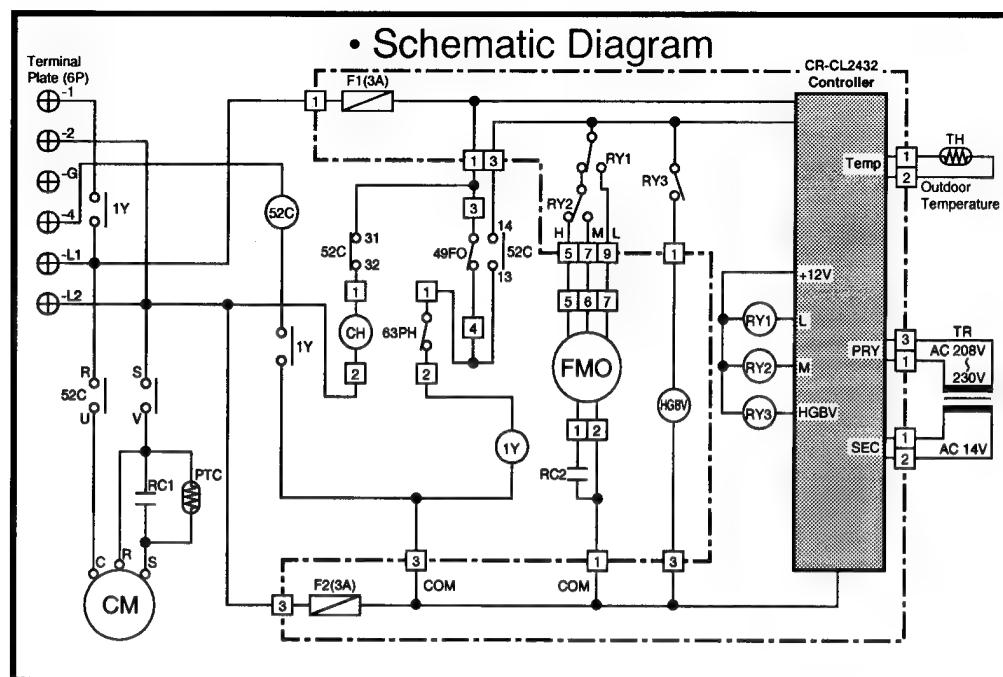 • Schematic Diagram
Terminal
Plate (6P)
-1
-2
-G
-4
-L1
-L2
1Y
52C
1Y
R
S
52C
U
V
RC1
PTC
C
R
S
CM
F1(3A)
1
1
3
3
52C
31
32
1
CH
2
49FO
14
52C
13
4
63PH
1
2
1Y
RY1
RY2
RY3
H
M
L
5
7
9
1
5
6
7
FMO
1
2
RC2
HGBV
3
COM
1
COM
3
3
F2(3A)
CR-CL2432
Controller
Temp
1
2
TH
Outdoor
Temperature
+12V
RY1
L
RY2
M
RY3
HGBV
PRY
3
1
TR
AC 208V
~
230V
SEC
1
2
AC 14V